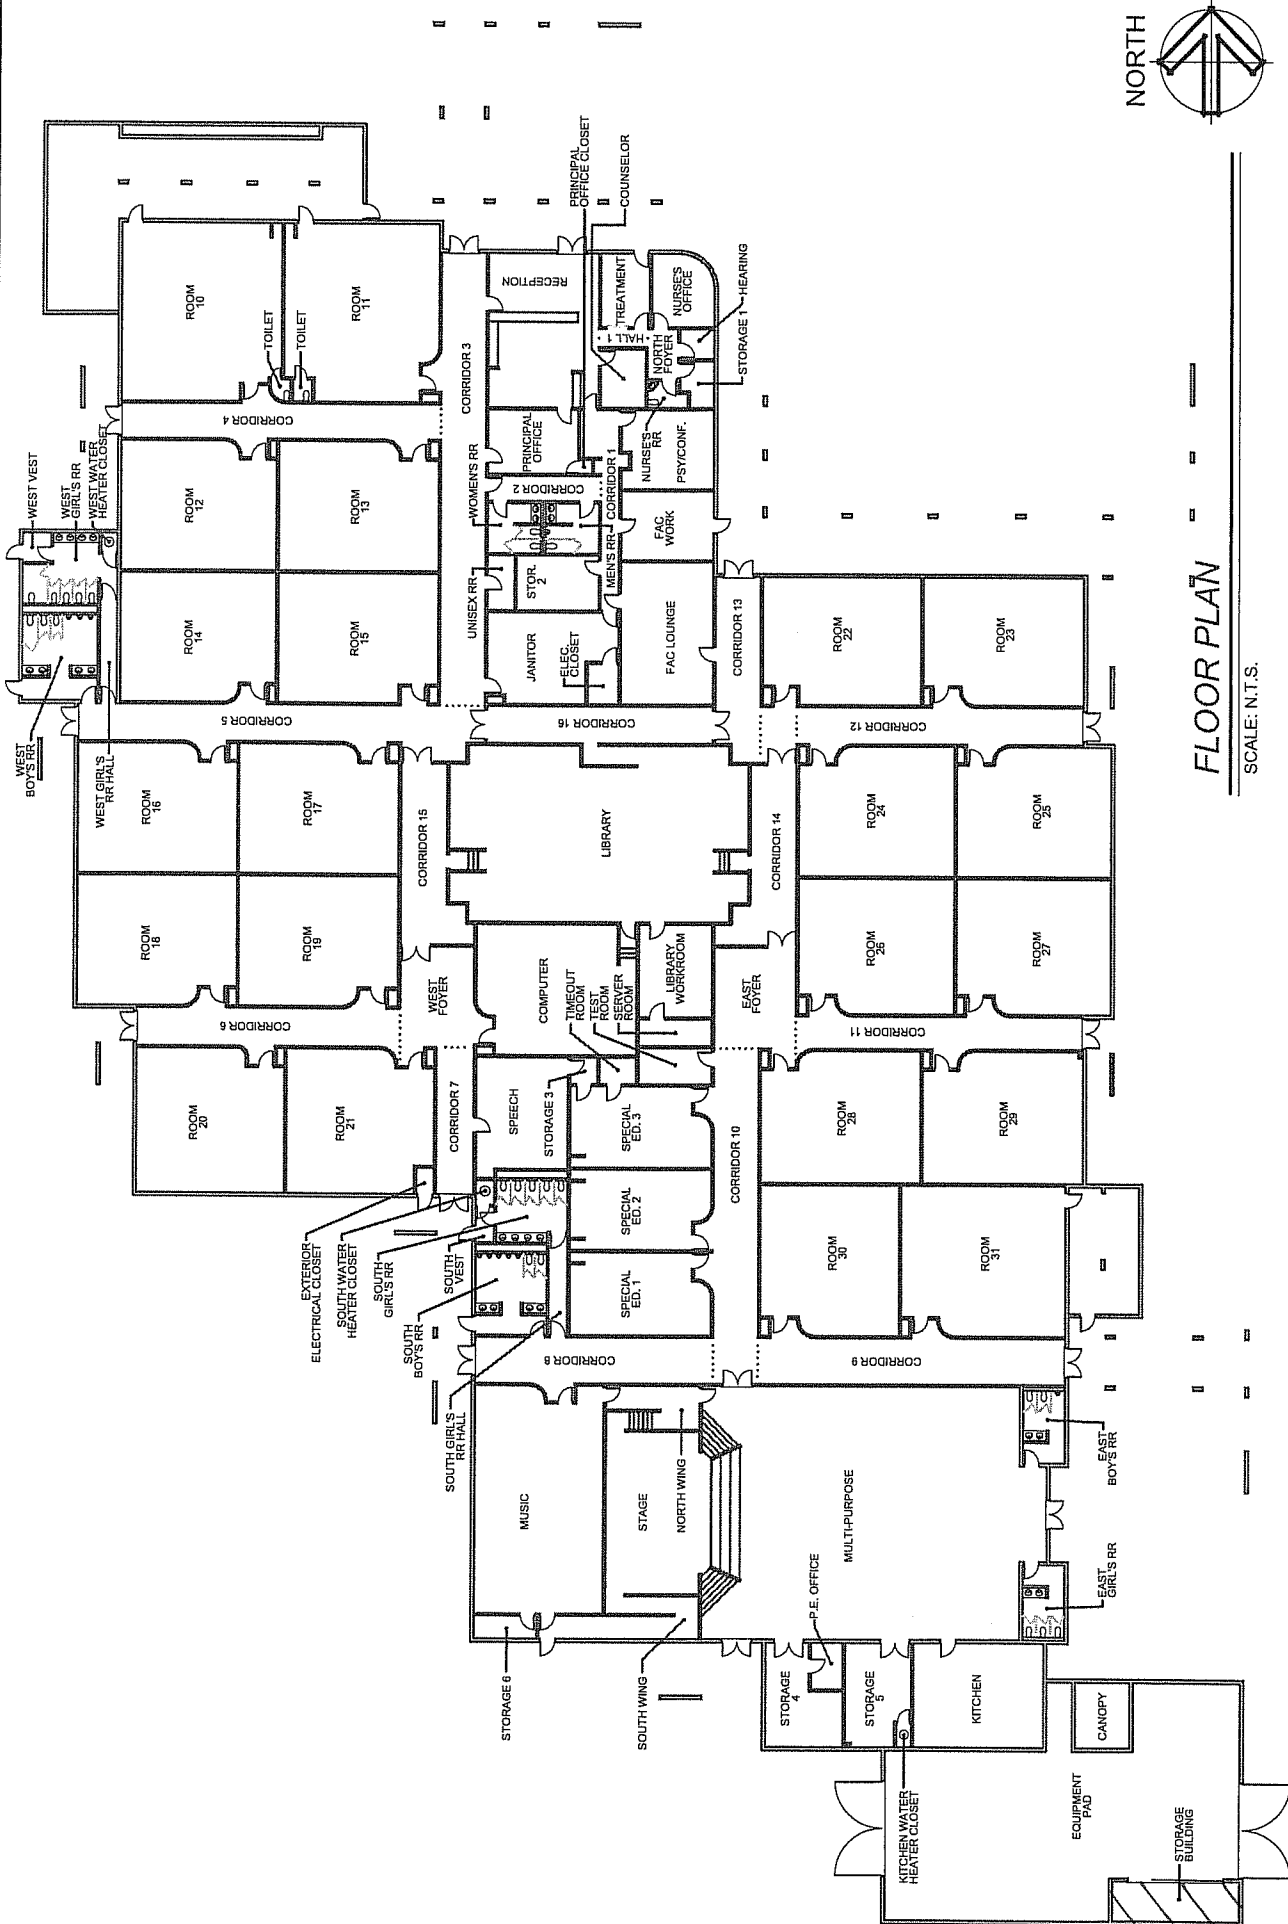 NORTH
FLOOR PLAN
SCALE: N.T.S.
WEST VEST
WEST
GIRL'S RR
WEST WATER
HEATER CLOSET
WEST
BOY'S RR
WEST GIRL'S
RR HALL
ROOM
10
ROOM
11
TOILET
TOILET
CORRIDOR 4
CORRIDOR 3
ROOM
12
ROOM
13
ROOM
14
ROOM
15
CORRIDOR 5
ROOM
16
ROOM
17
ROOM
18
ROOM
19
CORRIDOR 15
CORRIDOR 6
WEST
FOYER
ROOM
20
ROOM
21
CORRIDOR 7
EXTERIOR
ELECTRICAL CLOSET
SOUTH WATER
HEATER CLOSET
SOUTH
GIRL'S RR
SOUTH
VEST
SOUTH
BOY'S RR
SOUTH GIRL'S
RR HALL
RECEPTION
PRINCIPAL
OFFICE CLOSET
COUNSELOR
TREATMENT
NURSE'S
OFFICE
HALL 1
NORTH
FOYER
HEARING
STORAGE 1
NURSE'S
RR
PSY/CONF.
PRINCIPAL
OFFICE
WOMEN'S RR
CORRIDOR 2
CORRIDOR 1
MEN'S RR
FAC
WORK
UNISEX RR
STOR.
2
JANITOR
ELEC.
CLOSET
FAC LOUNGE
CORRIDOR 16
CORRIDOR 13
ROOM
22
ROOM
23
CORRIDOR 12
LIBRARY
CORRIDOR 14
ROOM
24
ROOM
25
ROOM
26
ROOM
27
COMPUTER
LIBRARY
WORKROOM
TIMEOUT
ROOM
TEST
ROOM
SERVER
ROOM
EAST
FOYER
CORRIDOR 11
SPEECH
STORAGE 3
SPECIAL
ED. 3
SPECIAL
ED. 2
SPECIAL
ED. 1
CORRIDOR 10
ROOM
28
ROOM
29
ROOM
30
ROOM
31
CORRIDOR 8
CORRIDOR 9
MUSIC
STAGE
NORTH WING
MULTI-PURPOSE
EAST
BOY'S RR
EAST
GIRL'S RR
STORAGE 6
SOUTH WING
P.E. OFFICE
STORAGE
4
STORAGE
5
KITCHEN
CANOPY
KITCHEN WATER
HEATER CLOSET
EQUIPMENT
PAD
STORAGE
BUILDING